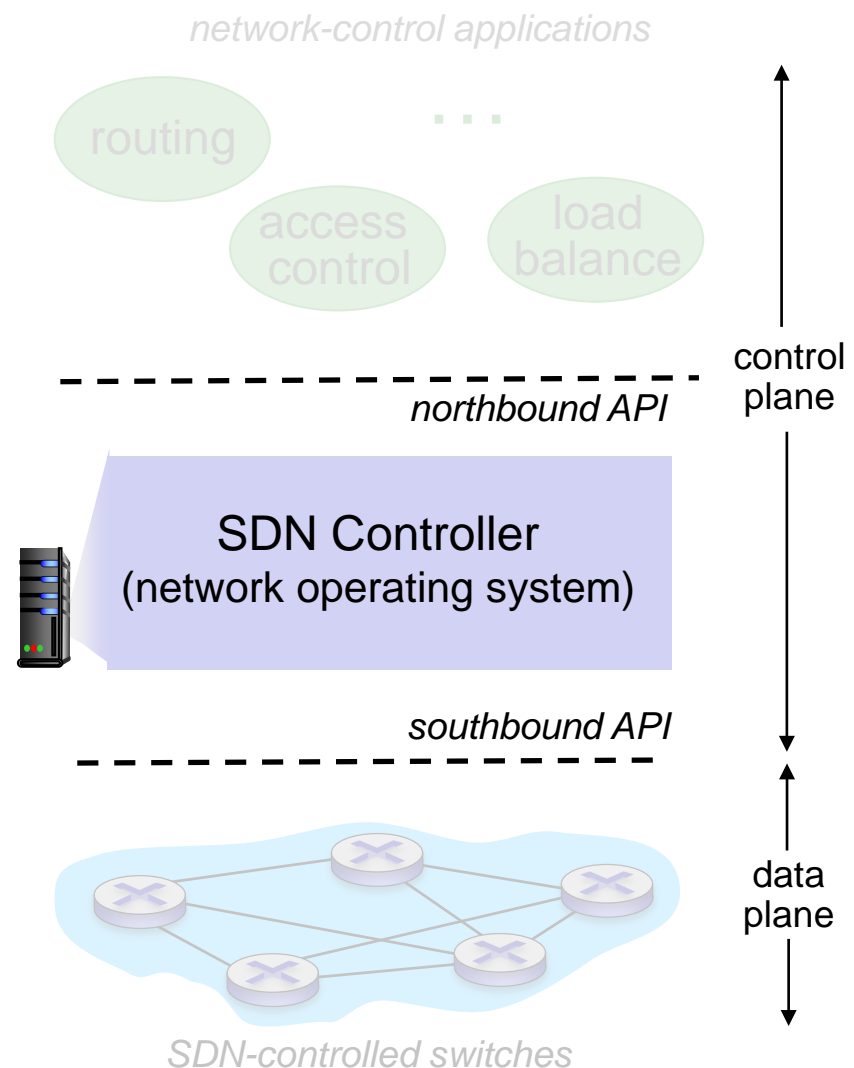 network-control applications
routing
...
access
control
load
balance
control
plane
northbound API
SDN Controller
(network operating system)
southbound API
data
plane
SDN-controlled switches